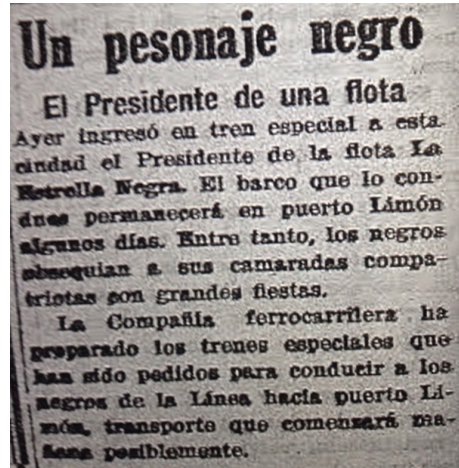 Un pesonaje negro
El Presidente de una flota
Ayer ingresó en tren especial a esta
ciudad el Presidente de la flota La
Estrella Negra. El barco que lo con-
duce permanecerá en puerto Limón
algunos días. Entre tanto, los negros
obsequian a sus camaradas compa-
triotas con grandes fiestas.
La Compañía ferrocarrilera ha
preparado los trenes especiales que
han sido pedidos para conducir a los
negros de la Línea hacia puerto Li-
món, transporte que comenzará ma-
ñana posiblemente.